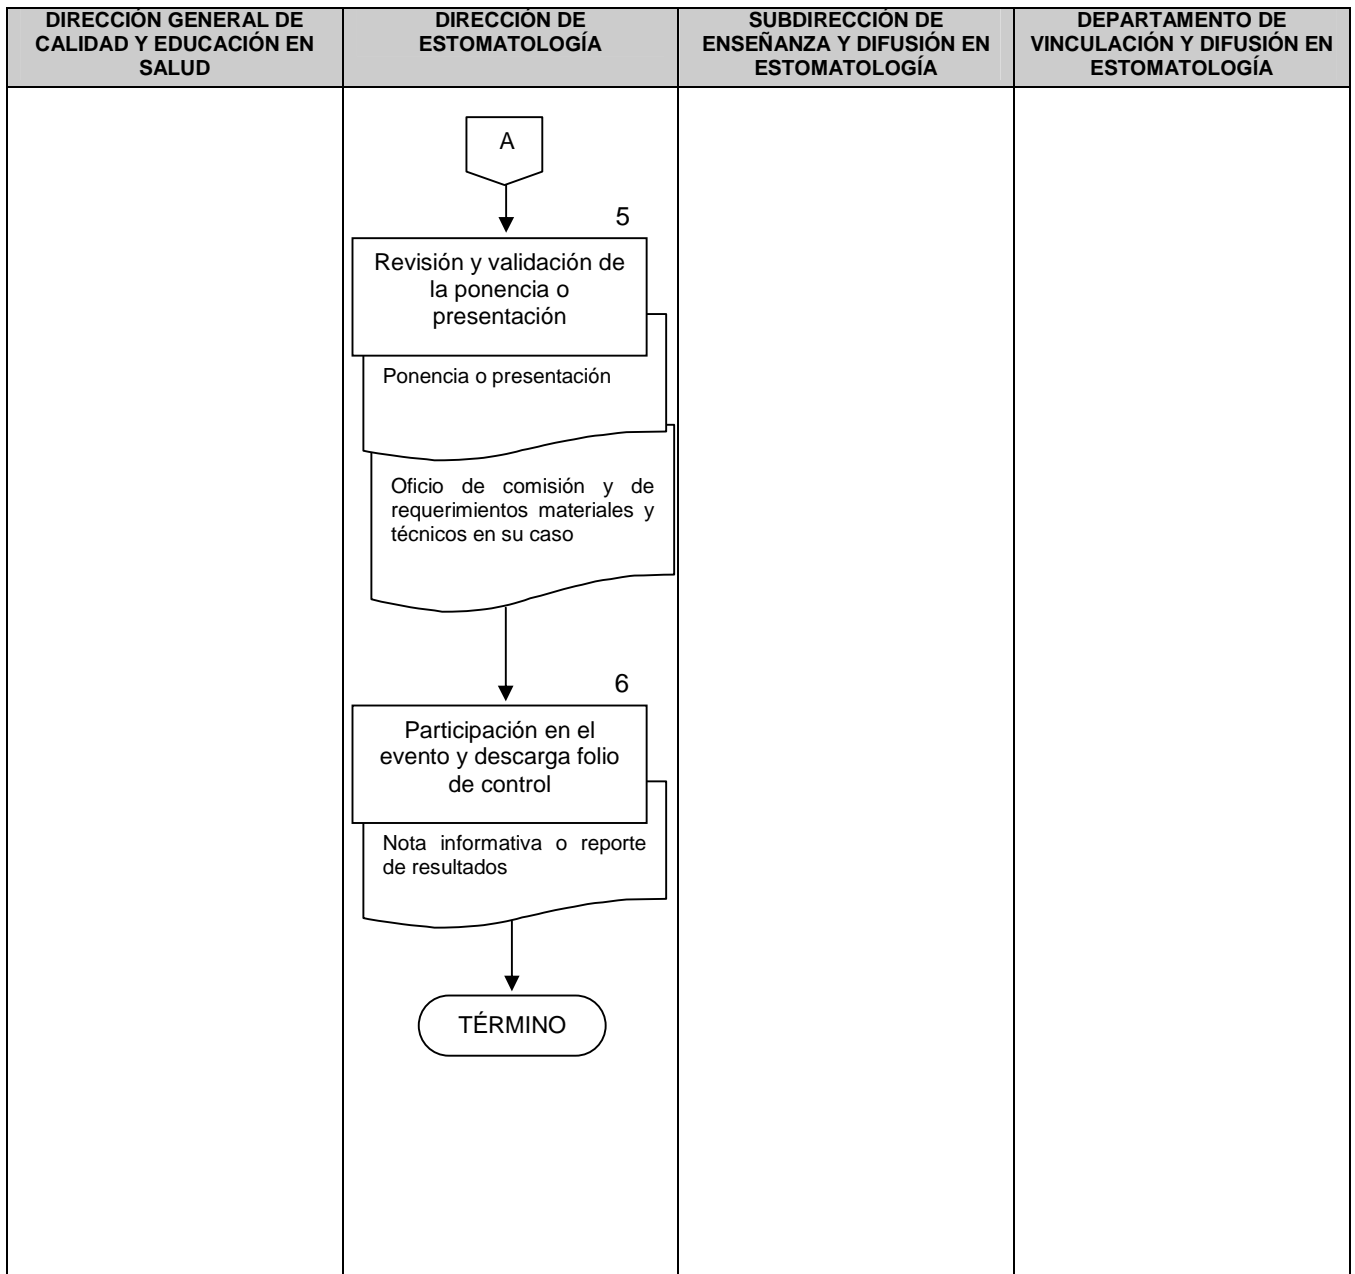 DIRECCIÓN GENERAL DE
CALIDAD Y EDUCACIÓN EN
SALUD
DIRECCIÓN DE
ESTOMATOLOGÍA
SUBDIRECCIÓN DE
ENSEÑANZA Y DIFUSIÓN EN
ESTOMATOLOGÍA
DEPARTAMENTO DE
VINCULACIÓN Y DIFUSIÓN EN
ESTOMATOLOGÍA
A
5
Revisión y validación de
la ponencia o
presentación
Ponencia o presentación
Oficio de comisión y de
requerimientos materiales y
técnicos en su caso
6
Participación en el
evento y descarga folio
de control
Nota informativa o reporte
de resultados
TÉRMINO